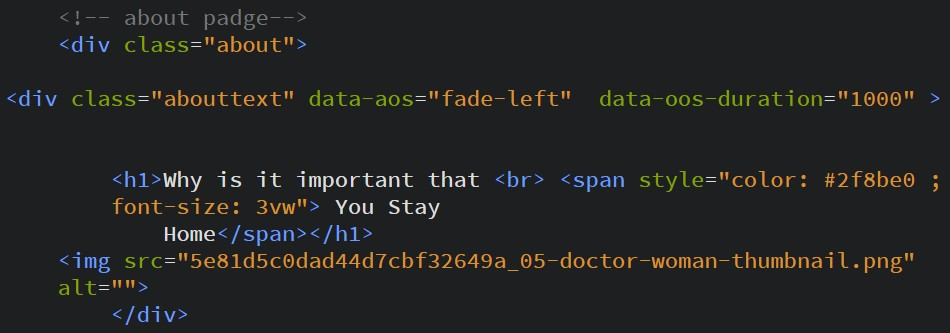 <!-- about padge-->
<div class="about">
<div class="abouttext" data-aos="fade-left"  data-oos-duration="1000" >
<h1>Why is it important that <br> <span style="color: #2f8be0 ;
font-size: 3vw"> You Stay
Home</span></h1>
<img src="5e81d5c0dad44d7cbf32649a_05-doctor-woman-thumbnail.png"
alt="">
</div>